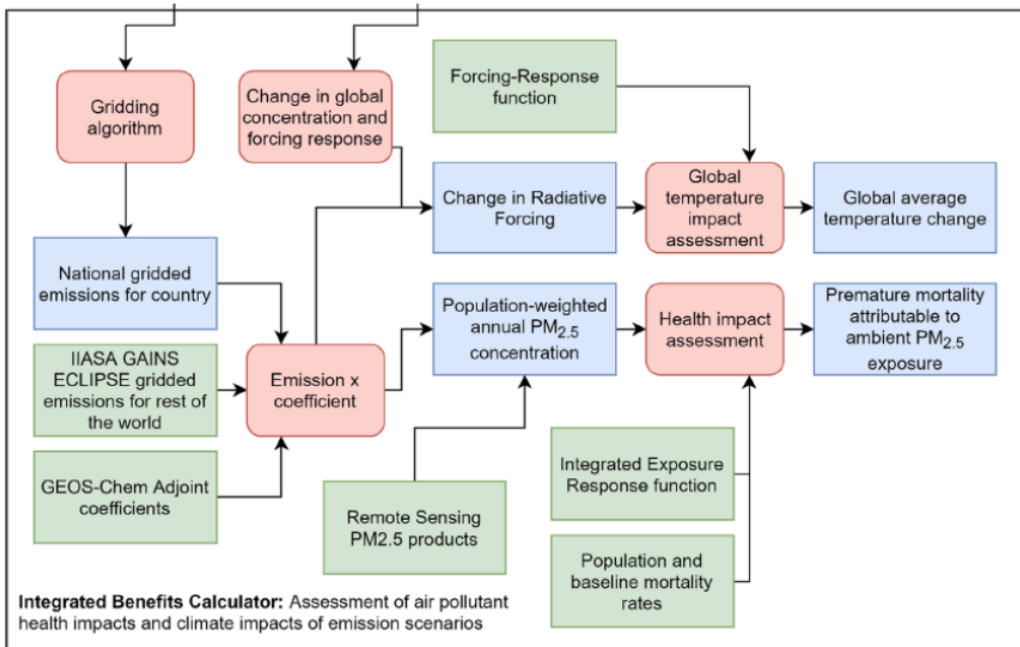 Gridding
algorithm
Change in global
concentration and
forcing response
Forcing-Response
function
Change in Radiative
Forcing
Global
temperature
impact
assessment
Global average
temperature change
National gridded
emissions for country
Population-weighted
annual PM2.5
concentration
Health impact
assessment
Premature mortality
attributable to
ambient PM2.5
exposure
IIASA GAINS
ECLIPSE gridded
emissions for rest of
the world
Emission x
coefficient
GEOS-Chem Adjoint
coefficients
Remote Sensing
PM2.5 products
Integrated Exposure
Response function
Population and
baseline mortality
rates
Integrated Benefits Calculator: Assessment of air pollutant
health impacts and climate impacts of emission scenarios